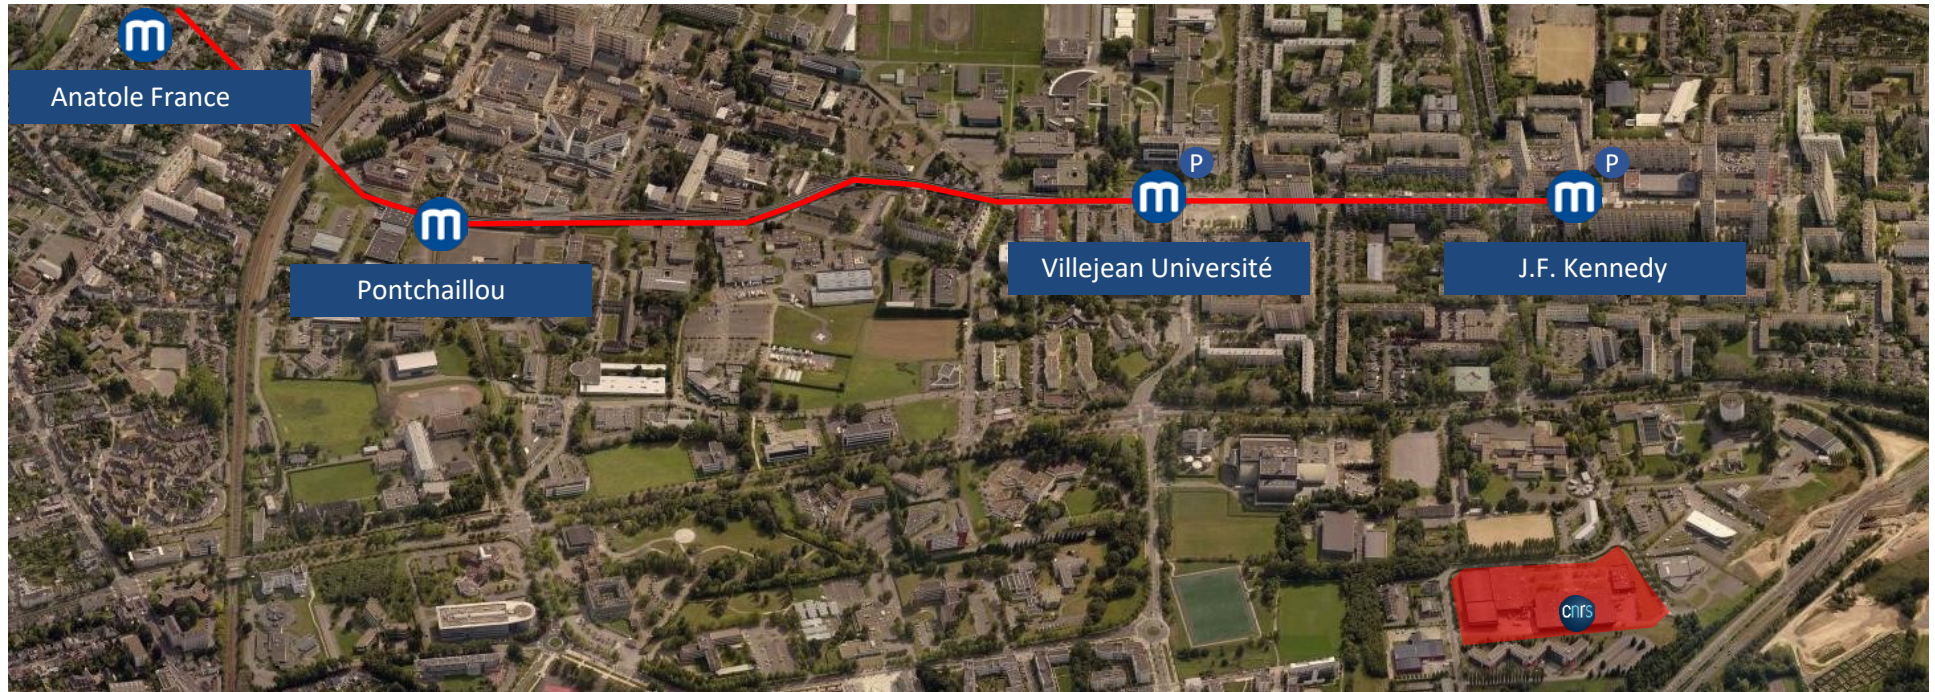 m
Anatole France
m
Pontchaillou
m
P
Villejean Université
m
P
J.F. Kennedy
cnrs